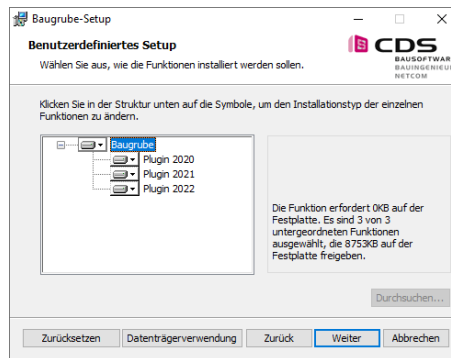 Baugrube-Setup
Benutzerdefiniertes Setup
Wählen Sie aus, wie die Funktionen installiert werden sollen.
CDS
BAUSOFTWAR
BAUINGENIEU
NETCOM
Klicken Sie in der Struktur unten auf die Symbole, um den Installationstyp der einzelnen
Funktionen zu ändern.
Baugrube
Plugin 2020
Plugin 2021
Plugin 2022
Die Funktion erfordert 0KB auf der
Festplatte. Es sind 3 von 3
untergeordneten Funktionen
ausgewählt, die 8753KB auf der
Festplatte freigeben.
Durchsuchen...
Zurücksetzen Datenträgerverwendung Zurück Weiter Abbrechen